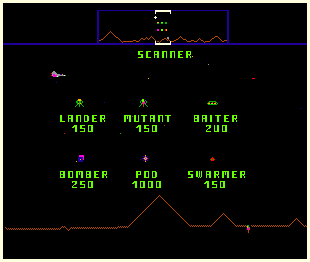 SCANNER
LANDER MUTANT BAITER
150 150 200
BOMBER POD SWARMER
250 1000 150